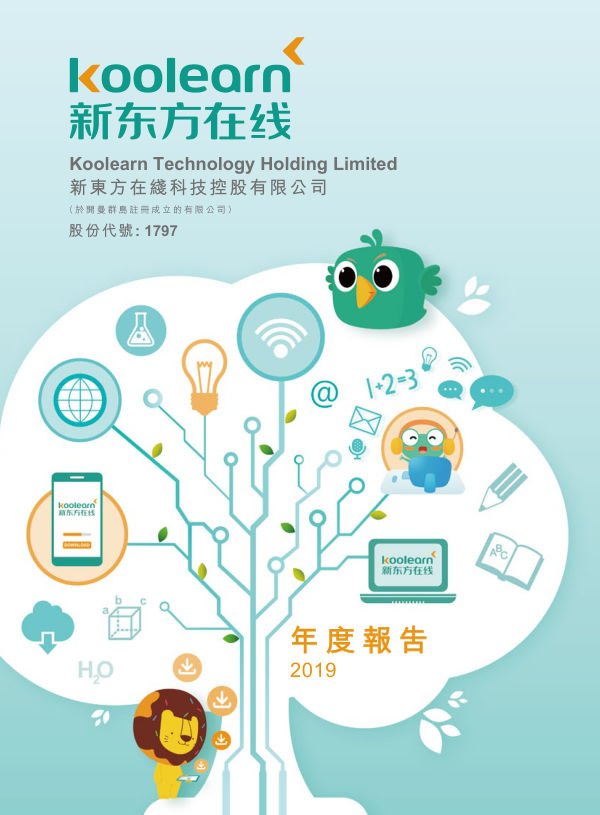 koolearn
新东方在线
Koolearn Technology Holding Limited
新東方在綫科技控股有限公司
(於開曼群島註冊成立的有限公司)
股份代號: 1797
@
1+2=3
koolearn
新东方在线
DOWNLOAD
ABC
koolearn
新东方在线
a b c
H2O
年度報告
2019